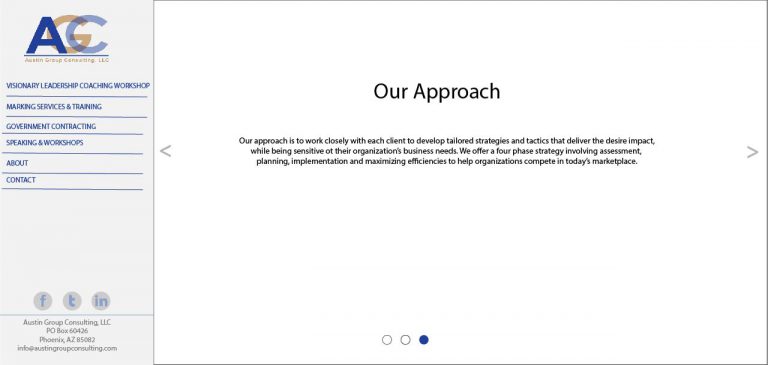 AGC
Austin Group Consulting, LLC
VISIONARY LEADERSHIP COACHING WORKSHOP
MARKING SERVICES & TRAINING
GOVERNMENT CONTRACTING
SPEAKING & WORKSHOPS
ABOUT
CONTACT
f t in
Austin Group Consulting, LLC
PO Box 60426
Phoenix, AZ 85082
info@austingroupconsulting.com
Our Approach
Our approach is to work closely with each client to develop tailored strategies and tactics that deliver the desire impact,
while being sensitive ot their organization's business needs. We offer a four phase strategy involving assessment,
planning, implementation and maximizing efficiencies to help organizations compete in today's marketplace.
< >